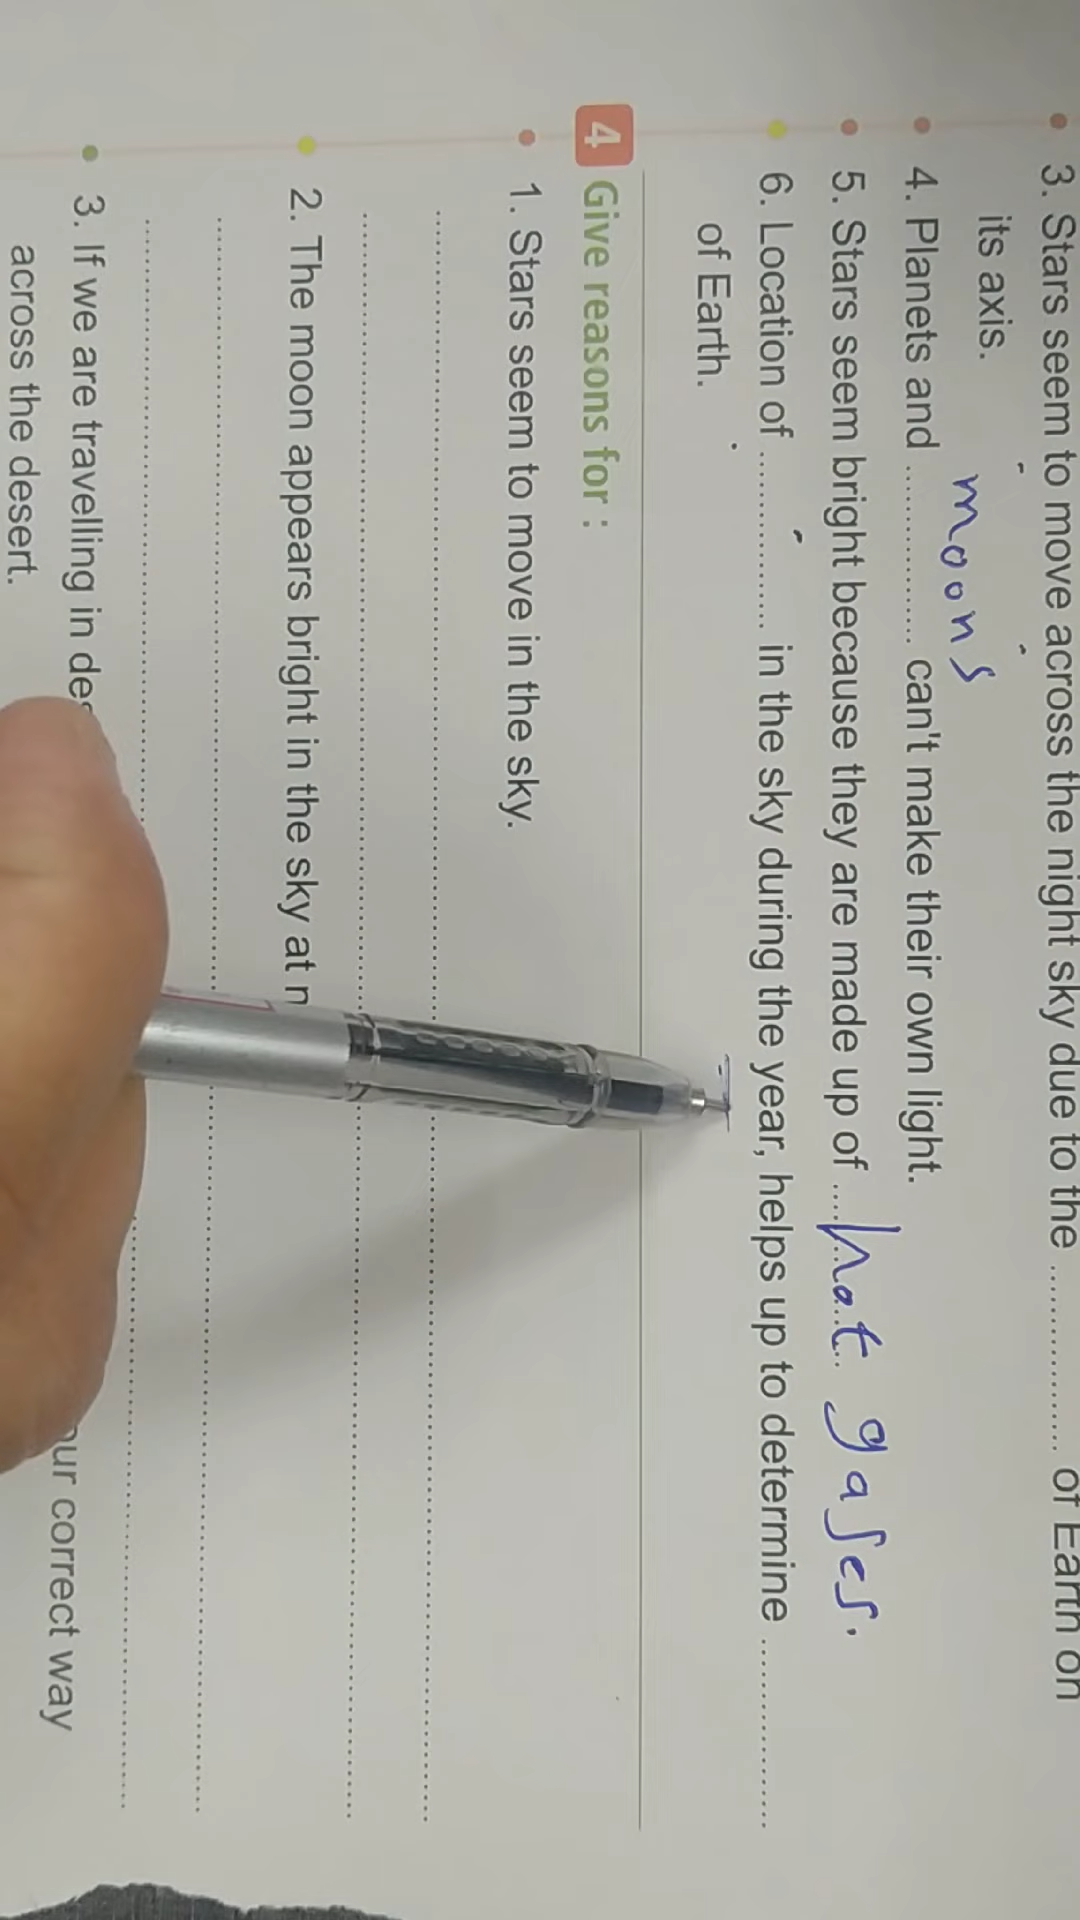 3. Stars seem to move across the night sky due to the ................ of Earth on
its axis.
moons
4. Planets and ................ can't make their own light.
5. Stars seem bright because they are made up of .... hot gases.
6. Location of ................ in the sky during the year, helps up to determine ................
of Earth.
4 Give reasons for :
1. Stars seem to move in the sky.
2. The moon appears bright in the sky at
3. If we are travelling in our correct way
across the desert.